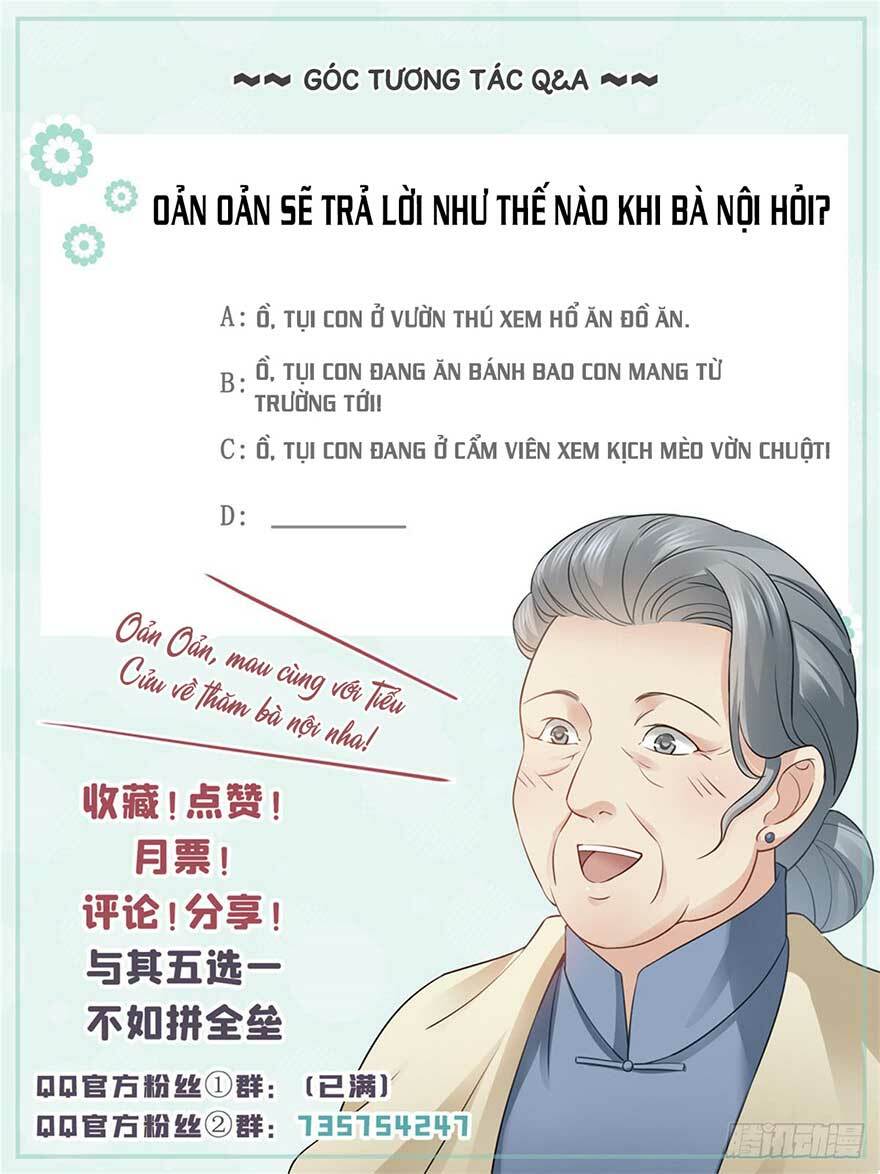 ~~ GÓC TƯƠNG TÁC Q&A ~~
OẢN OẢN SẼ TRẢ LỜI NHƯ THẾ NÀO KHI BÀ NỘI HỎI?
A: Ồ, TỤI CON Ở VƯỜN THÚ XEM HỔ ĂN ĐỒ ĂN.
B: Ồ, TỤI CON ĐANG ĂN BÁNH BAO CON MANG TỪ
TRƯỜNG TỚI!
C: Ồ, TỤI CON ĐANG Ở CẨM VIÊN XEM KỊCH MÈO VỜN CHUỘT!
D: ________
Oản Oản, mau cùng với Tiểu
Cửu về thăm bà nội nha!
收藏!点赞!
月票!
评论!分享!
与其五选一
不如拼全垒
QQ官方粉丝①群: (已满)
QQ官方粉丝②群: 735754247
腾讯动漫